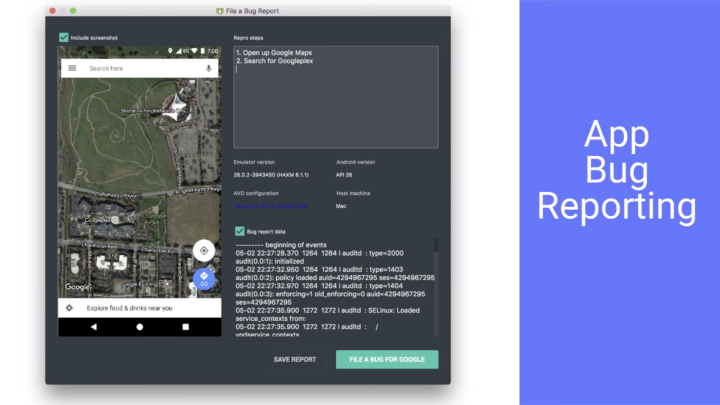 File a Bug Report
Include screenshot
7:00
Search here
Shoreline Amphitheatre
Google
GO
Explore food & drinks near you
Repro steps
1. Open up Google Maps
2. Search for Googleplex
Emulator version
Android version
26.0.2-3943450 (HAXM 6.1.1)
API 26
AVD configuration
Host machine
Mac
Bug report data
--------- beginning of events
05-02 22:27:28.370 1264 1264 I auditd : type=2000
audit(0.0:1): initialized
05-02 22:27:32.950 1264 1264 I auditd : type=1403
audit(0.0:2): policy loaded auid=4294967295 ses=4294967295
05-02 22:27:32.970 1264 1264 I auditd : type=1404
audit(0.0:3): enforcing=1 old_enforcing=0 auid=4294967295
ses=4294967295
05-02 22:27:35.900 1272 1272 I auditd : SELinux: Loaded
service_contexts from:
05-02 22:27:35.900 1272 1272 I auditd : /
vndservice_contexts
SAVE REPORT
FILE A BUG FOR GOOGLE
App
Bug
Reporting